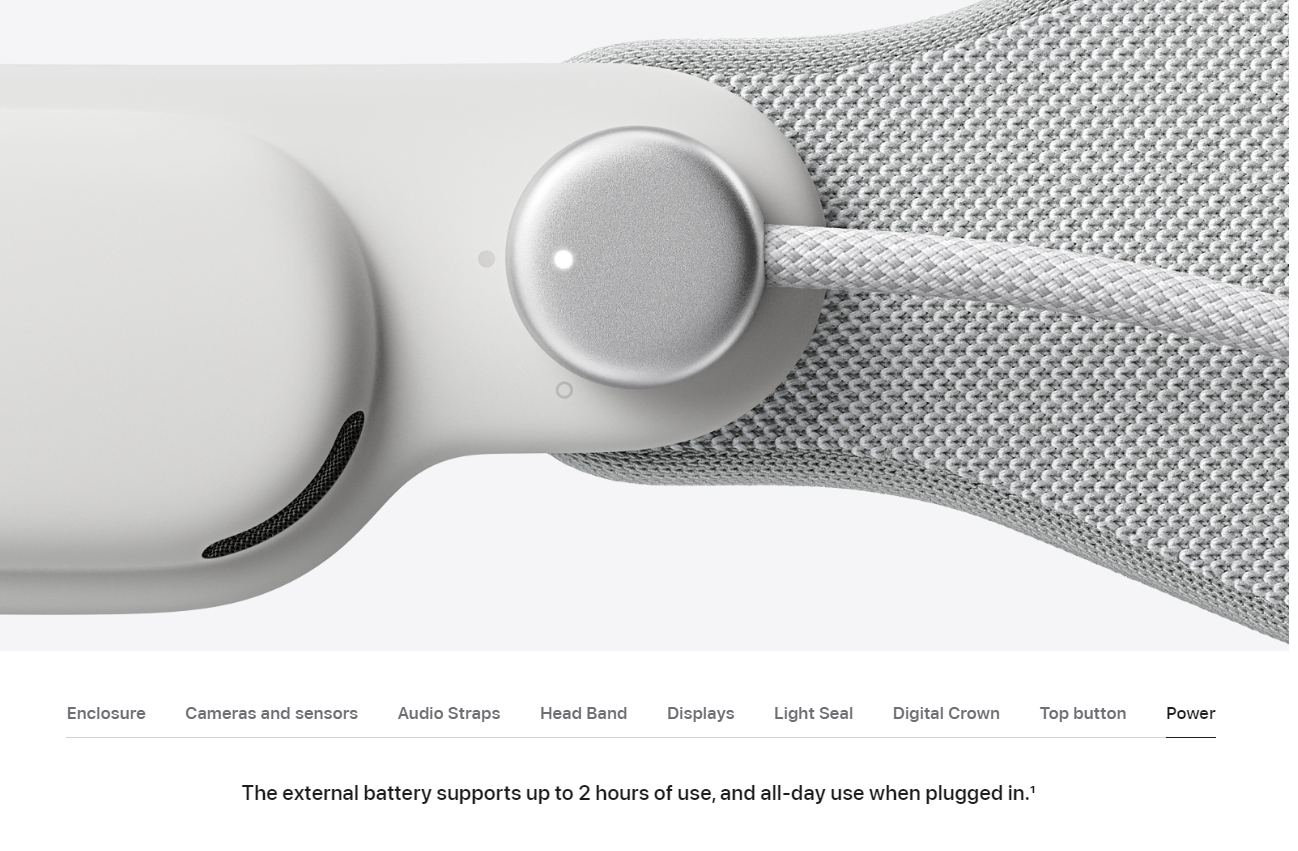 Enclosure Cameras and sensors Audio Straps Head Band Displays Light Seal Digital Crown Top button Power
The external battery supports up to 2 hours of use, and all-day use when plugged in.¹